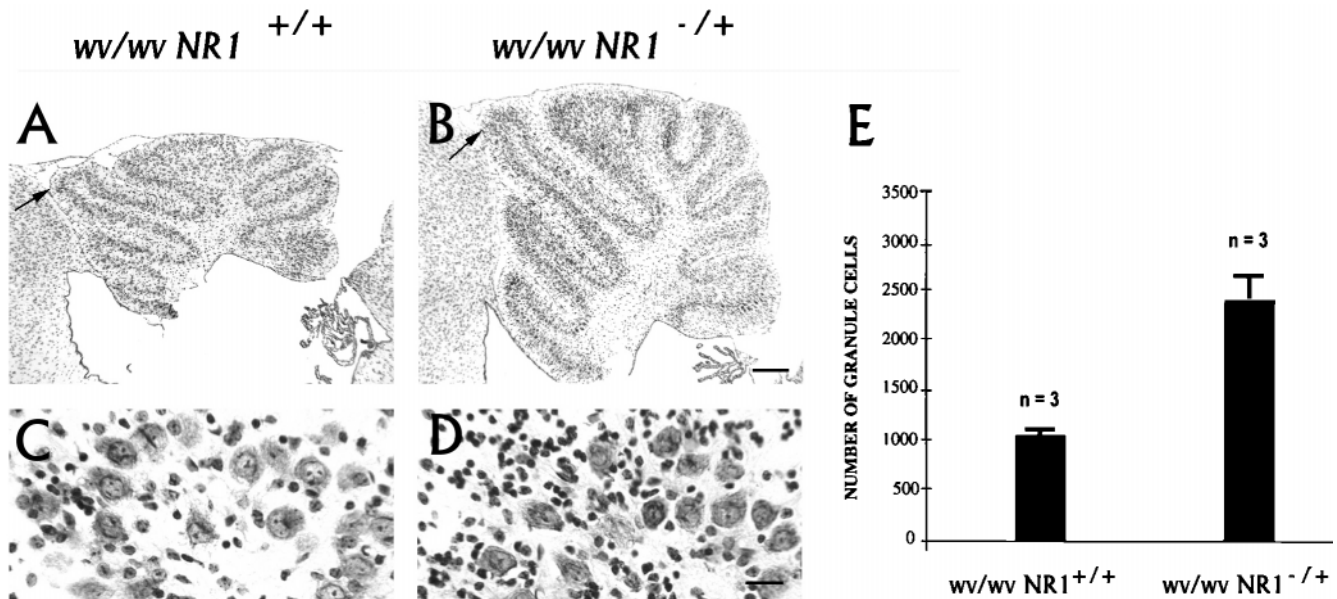 wv/wv NR1 +/+
wv/wv NR1 -/+
A
B
C
D
E
NUMBER OF GRANULE CELLS
3500
3000
2500
2000
1500
1000
500
0
n = 3
n = 3
wv/wv NR1+/+
wv/wv NR1-/+